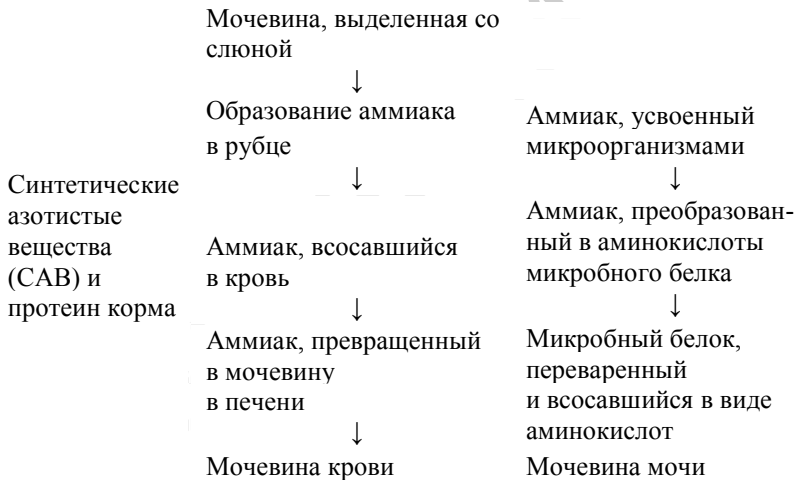 Синтетические
азотистые
вещества
(САВ) и
протеин корма
Мочевина, выделенная со
слюной
↓
Образование аммиака
в рубце
↓
Аммиак, всосавшийся
в кровь
↓
Аммиак, превращенный
в мочевину
в печени
↓
Мочевина крови
Аммиак, усвоенный
микроорганизмами
↓
Аммиак, преобразован-
ный в аминокислоты
микробного белка
↓
Микробный белок,
переваренный
и всосавшийся в виде
аминокислот
Мочевина мочи